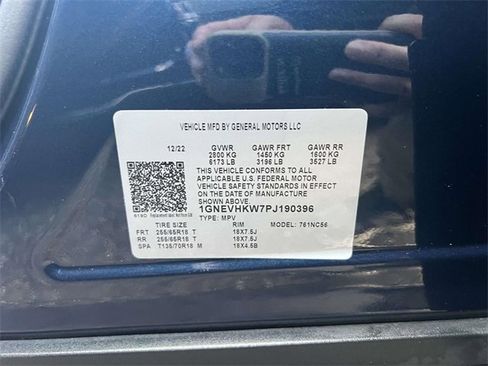 VEHICLE MFD BY GENERAL MOTORS LLC
12/22 GVWR GAWR FRT GAWR RR
2800 KG 1450 KG 1600 KG
6173 LB 3196 LB 3527 LB
THIS VEHICLE CONFORMS TO ALL
APPLICABLE U.S. FEDERAL MOTOR
VEHICLE SAFETY STANDARDS IN EFFECT
ON THE DATE OF MANUFACTURE
SHOWN ABOVE.
1GNEVHKW7PJ190396
TYPE: MPV
TIRE SIZE RIM MODEL: 761NC56
FRT 255/65R18 T 18X7.5J
RR 255/65R18 T 18X7.5J
SPA T135/70R18 M 18X4.5B